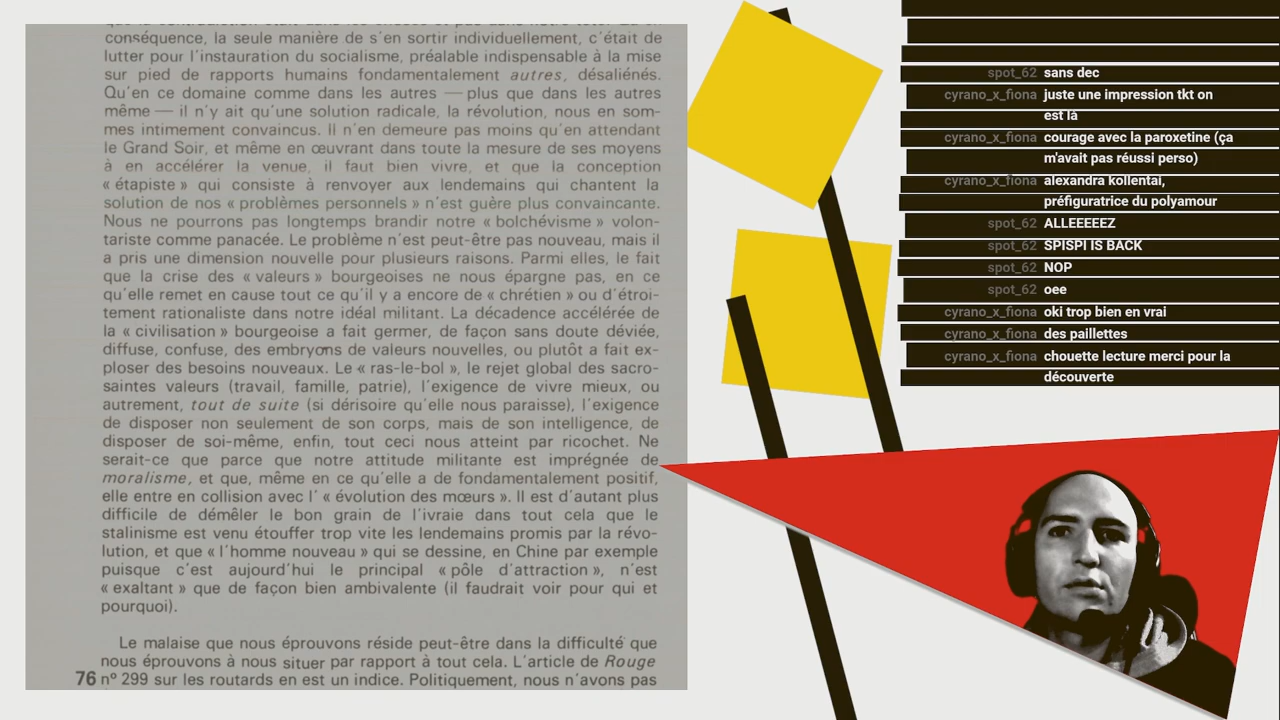 conséquence, la seule manière de s'en sortir individuellement, c'était de
lutter pour l'instauration du socialisme, préalable indispensable à la mise
sur pied de rapports humains fondamentalement autres, désaliénés.
Qu'en ce domaine comme dans les autres — plus que dans les autres
même — il n'y ait qu'une solution radicale, la révolution, nous en som-
mes intimement convaincus. Il n'en demeure pas moins qu'en attendant
le Grand Soir, et même en luttant dans toute la mesure de ses moyens
à en accélérer la venue, il faut bien vivre, et que la conception
« étapiste » qui consiste à renvoyer aux lendemains qui chantent la
solution de nos « problèmes personnels » n'est guère plus convaincante.
Nous ne pourrons pas longtemps brandir notre « bolchévisme » volon-
tariste comme panacée. Le problème n'est peut-être pas nouveau, mais il
a pris une dimension nouvelle pour plusieurs raisons. Parmi elles, le fait
que la crise des « valeurs » bourgeoises ne nous épargne pas, en ce
qu'elle remet en cause tout ce qu'il y a encore de « chrétien » ou d'étroi-
tement rationaliste dans notre idéal militant. La décadence accélérée de
la « civilisation » bourgeoise a fait germer, de façon sans doute déviée,
diffuse, confuse, des embryons de valeurs nouvelles, ou plutôt a fait ex-
ploser des besoins nouveaux. Le « ras-le-bol », le rejet global des sacro-
saintes valeurs (travail, famille, patrie), l'exigence de vivre mieux, ou
autrement, tout de suite (si dérisoire qu'elle nous paraisse), l'exigence
de disposer non seulement de son corps, mais de son intelligence, de
disposer de soi-même, enfin, tout ceci nous atteint par ricochet. Ne
serait-ce que parce que notre attitude militante est imprégnée de
moralisme, et que, même en ce qu'elle a de fondamentalement positif,
elle entre en collision avec l' « évolution des mœurs ». Il est d'autant plus
difficile de démêler le bon grain de l'ivraie dans tout cela que le
stalinisme est venu étouffer trop vite les lendemains promis par la révo-
lution, et que « l'homme nouveau » qui se dessine, en Chine par exemple
puisque c'est aujourd'hui le principal « pôle d'attraction », n'est
« exaltant » que de façon bien ambivalente (il faudrait voir pour qui et
pourquoi).
Le malaise que nous éprouvons réside peut-être dans la difficulté que
nous éprouvons à nous situer par rapport à tout cela. L'article de Rouge
76 n° 299 sur les routards en est un indice. Politiquement, nous n'avons pas
spot_62 sans dec
cyrano_x_fiona juste une impression tkt on
est là
cyrano_x_fiona courage avec la paroxetine (ça
m'avait pas réussi perso)
cyrano_x_fiona alexandra kollentai,
préfiguratrice du polyamour
spot_62 ALLEEEEEZ
spot_62 SPISPI IS BACK
spot_62 NOP
spot_62 oee
cyrano_x_fiona oki trop bien en vrai
cyrano_x_fiona des paillettes
cyrano_x_fiona chouette lecture merci pour la
découverte